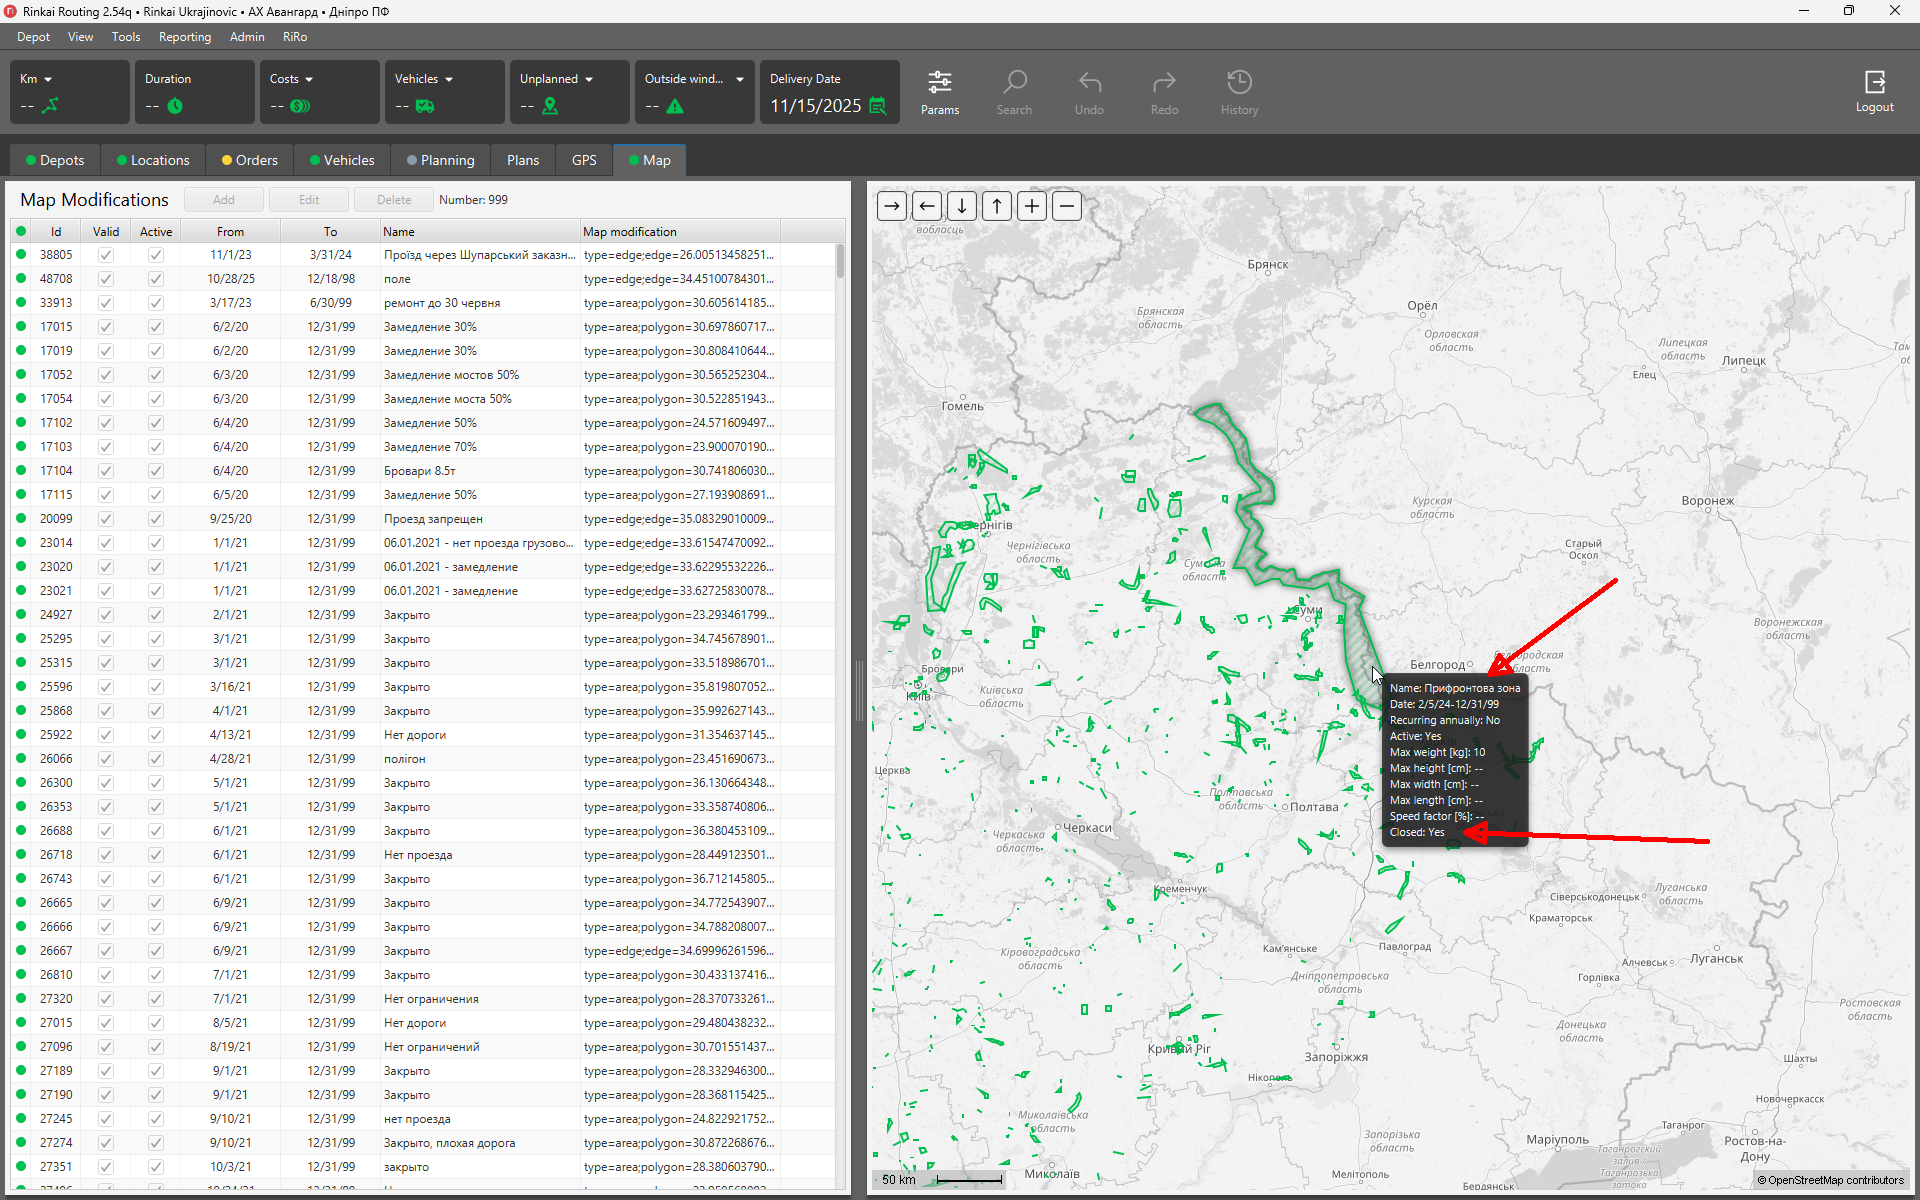 Rinkai Routing 2.54q • Rinkai Ukrajinovic • АХ Авангард • Дніпро ПФ
Depot View Tools Reporting Admin RiRo
Km Duration Costs Vehicles Unplanned Outside wind... Delivery Date
-- -- -- -- -- -- 11/15/2025
Params Search Undo Redo History Logout
Depots Locations Orders Vehicles Planning Plans GPS Map
Map Modifications Add Edit Delete Number: 999
Id Valid Active From To Name Map modification
38805 11/1/23 3/31/24 Проїзд через Шупарський заказн... type=edge;edge=26.00513458251...
48708 10/28/25 12/18/98 поле type=edge;edge=34.45100784301...
33913 3/17/23 6/30/99 ремонт до 30 червня type=area;polygon=30.605614185...
17015 6/2/20 12/31/99 Замедление 30% type=area;polygon=30.697860717...
17019 6/2/20 12/31/99 Замедление 30% type=area;polygon=30.808410644...
17052 6/3/20 12/31/99 Замедление мостов 50% type=area;polygon=30.565252304...
17054 6/3/20 12/31/99 Замедление моста 50% type=area;polygon=30.522851943...
17102 6/4/20 12/31/99 Замедление 50% type=area;polygon=24.571609497...
17103 6/4/20 12/31/99 Замедление 70% type=area;polygon=23.900070190...
17104 6/4/20 12/31/99 Бровари 8.5т type=area;polygon=30.741806030...
17115 6/5/20 12/31/99 Замедление 50% type=area;polygon=27.193908691...
20099 9/25/20 12/31/99 Проезд запрещен type=edge;edge=35.08329010009...
23014 1/1/21 12/31/99 06.01.2021 - нет проезда грузово... type=edge;edge=33.61547470092...
23020 1/1/21 12/31/99 06.01.2021 - замедление type=edge;edge=33.62295532226...
23021 1/1/21 12/31/99 06.01.2021 - замедление type=edge;edge=33.62725830078...
24927 2/1/21 12/31/99 Закрыто type=area;polygon=23.293461799...
25295 3/1/21 12/31/99 Закрыто type=area;polygon=34.745678901...
25315 3/1/21 12/31/99 Закрыто type=area;polygon=33.518986701...
25596 3/16/21 12/31/99 Закрыто type=area;polygon=35.819807052...
25868 4/1/21 12/31/99 Закрыто type=area;polygon=35.992627143...
25922 4/13/21 12/31/99 Нет дороги type=area;polygon=31.354637145...
26066 4/28/21 12/31/99 полігон type=area;polygon=23.451690673...
26300 5/1/21 12/31/99 Закрыто type=area;polygon=36.130664348...
26353 5/1/21 12/31/99 Закрыто type=area;polygon=33.358740806...
26688 6/1/21 12/31/99 Закрыто type=area;polygon=36.380453109...
26718 6/1/21 12/31/99 Нет проезда type=area;polygon=28.449123501...
26743 6/1/21 12/31/99 Закрыто type=area;polygon=36.712145805...
26665 6/9/21 12/31/99 Закрыто type=area;polygon=34.772543907...
26666 6/9/21 12/31/99 Закрыто type=area;polygon=34.788208007...
26667 6/9/21 12/31/99 Закрыто type=edge;edge=34.69996261596...
26810 7/1/21 12/31/99 Закрыто type=area;polygon=30.433137416...
27320 7/1/21 12/31/99 Нет ограничения type=area;polygon=28.370733261...
27015 8/5/21 12/31/99 Нет дороги type=area;polygon=29.480438232...
27096 8/19/21 12/31/99 Нет ограничений type=area;polygon=30.701551437...
27189 9/1/21 12/31/99 Закрыто type=area;polygon=28.332946300...
27190 9/1/21 12/31/99 Закрыто type=area;polygon=28.368115425...
27245 9/10/21 12/31/99 нет проезда type=area;polygon=24.822921752...
27274 9/10/21 12/31/99 Закрыто, плохая дорога type=area;polygon=30.872268676...
27351 10/3/21 12/31/99 закрыто type=area;polygon=28.380603790...
вобласць
Брянск
Орёл
Брянская
область
Орловская
область
Липецкая
область
Липецк
Елец
Гомель
Воронеж
Курская
область
Чернігівська
область
Старый
Оскол
Сумська
область
Суми
Воронежская
область
Белгород
Белгородская
область
Бровари
Київ
Київська
область
Name: Прифронтова зона
Date: 2/5/24-12/31/99
Recurring annually: No
Active: Yes
Max weight [kg]: 10
Max height [cm]: --
Max width [cm]: --
Max length [cm]: --
Speed factor [%]: --
Closed: Yes
Церква
Полтавська
область
Полтава
Черкаси
Черкаська
область
Кременчук
Сіверськодонецьк
Луганська
область
Краматорськ
Кам'янське
Павлоград
Кіровоградська
область
Алчевськ
Луганськ
Дніпропетровська
область
Горлівка
Ростовская
область
Донецька
область
Кривий Ріг
Запоріжжя
Шахты
Нікополь
Новочеркасск
Миколаївська
область
Таганрог
Запорізька
область
Маріуполь
Ростов-на-
Дону
Таганрогский
залив /
Таганрозька
затока
Миколаїв
Мелітополь
Бердянськ
50 km
© OpenStreetMap contributors